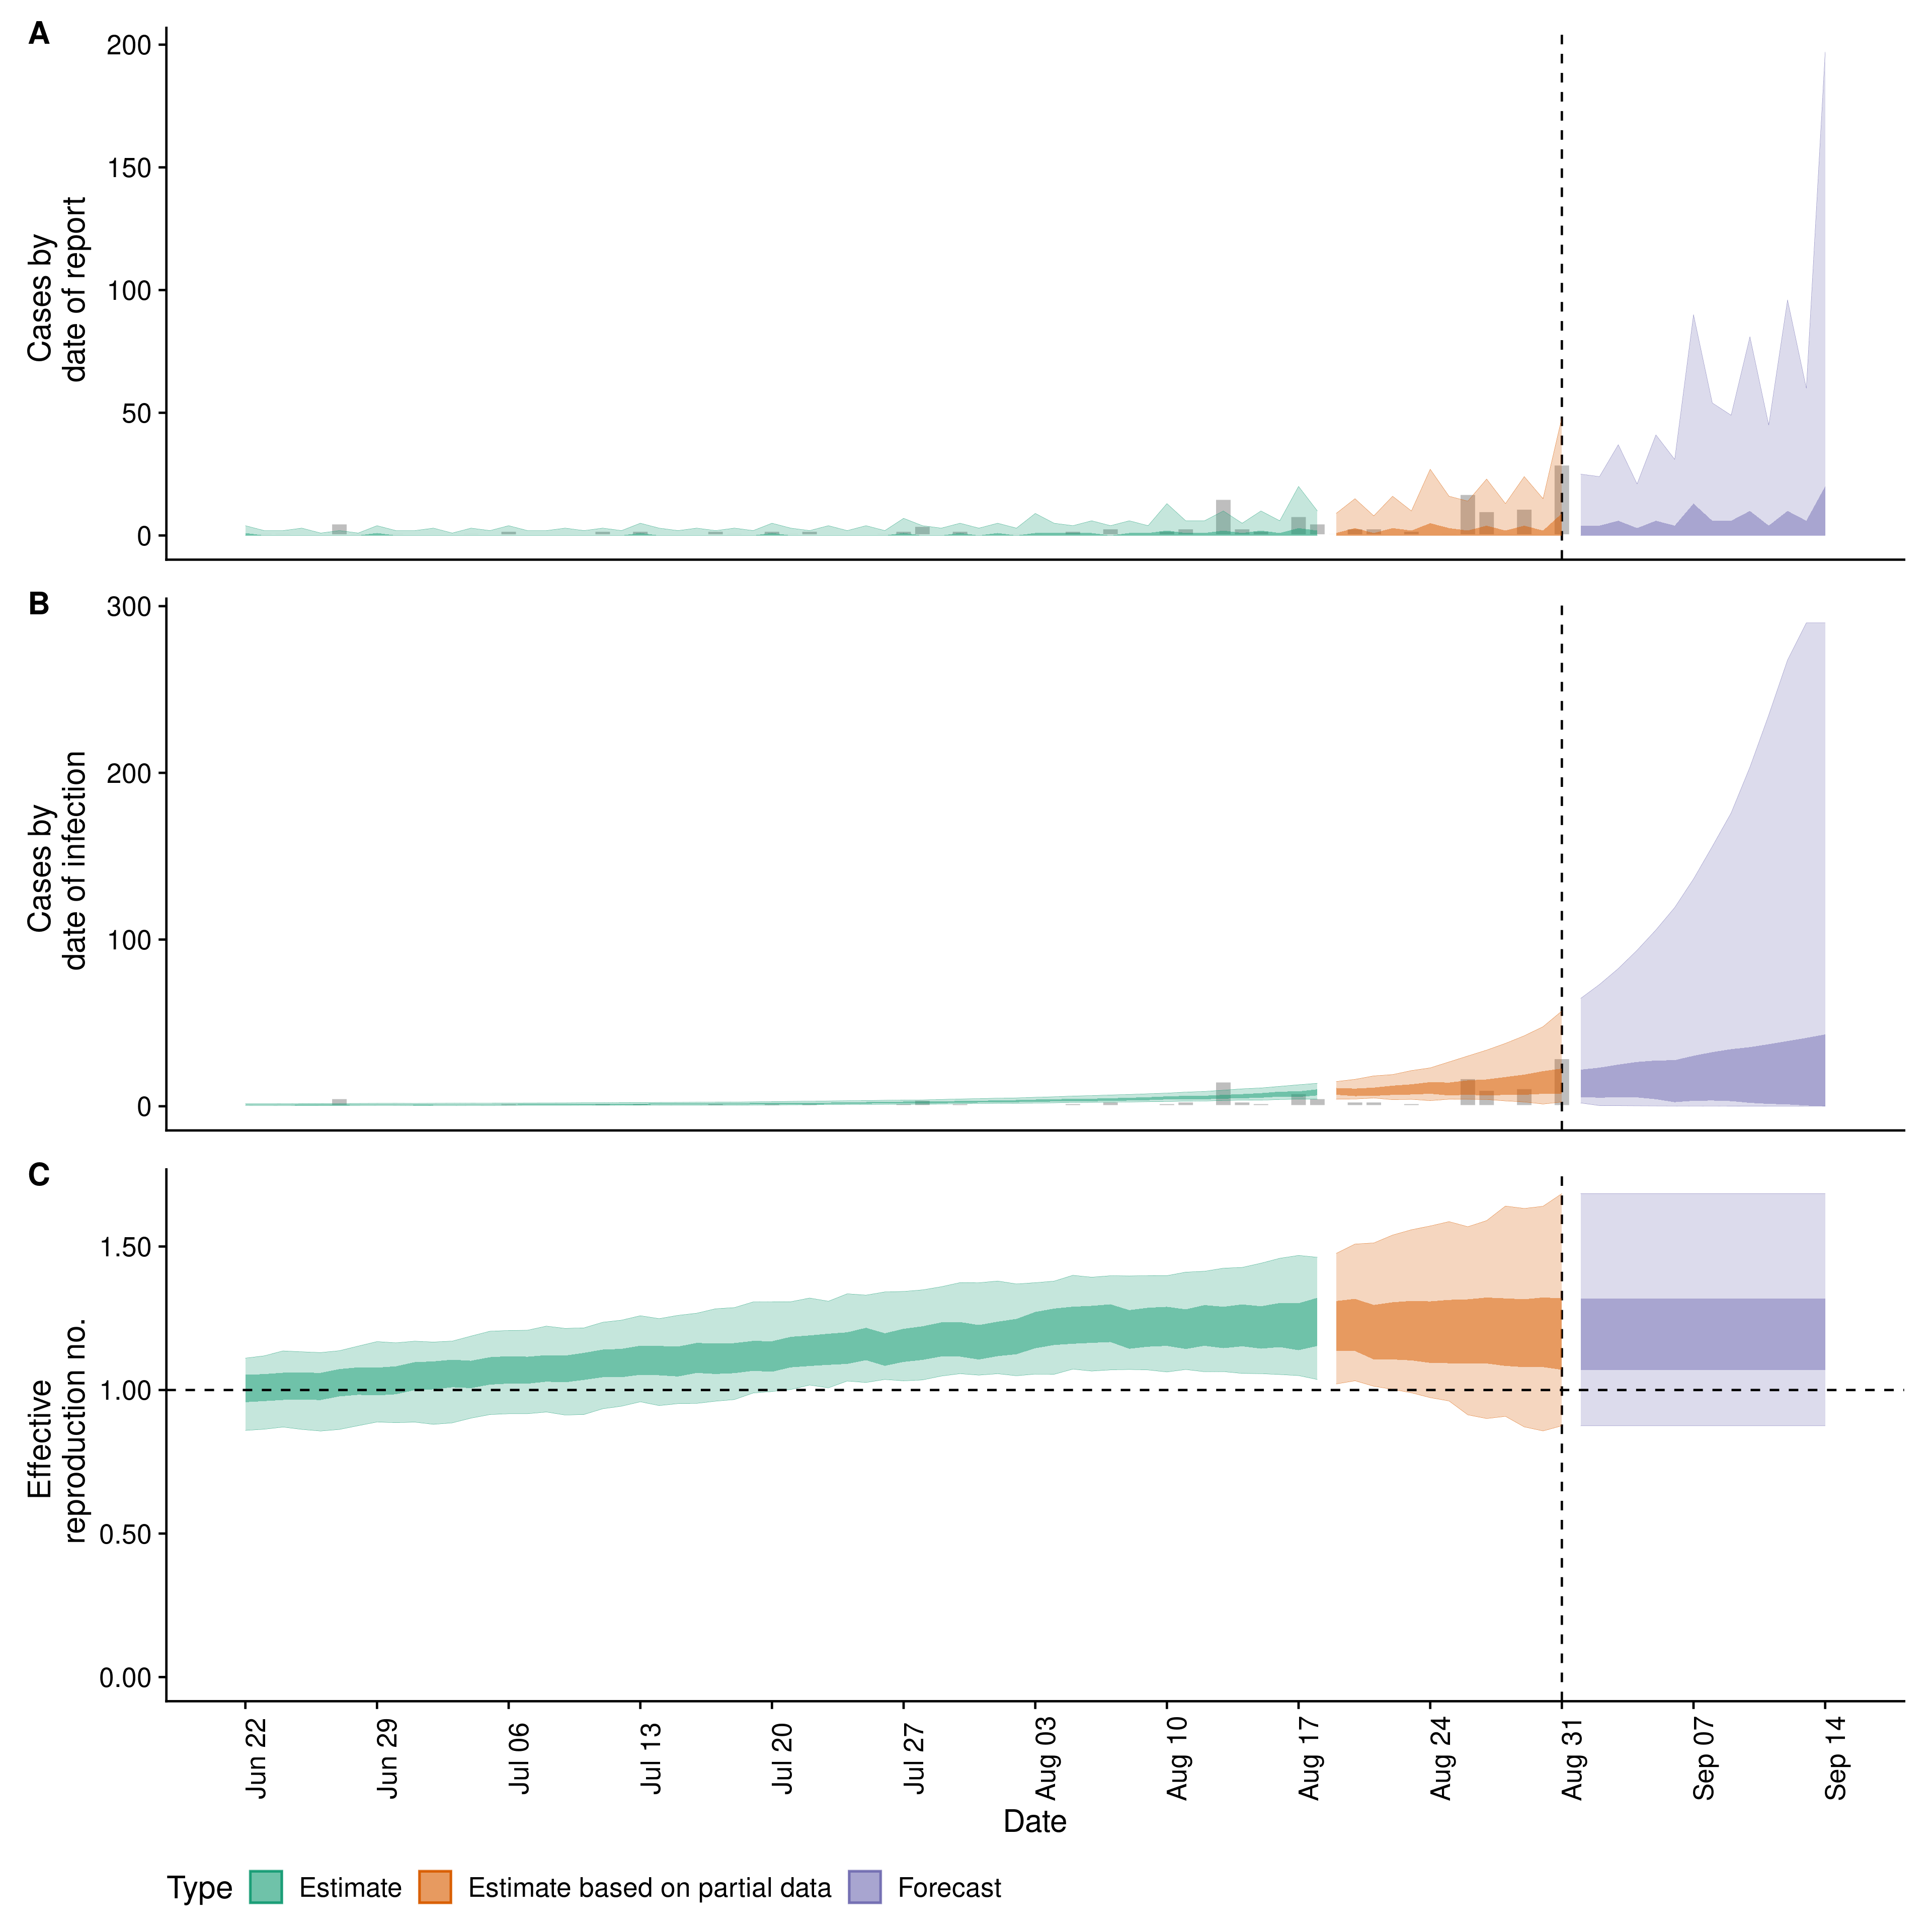 A
200
150
100
50
0
Cases by
date of report
B
300
200
100
0
Cases by
date of infection
C
1.50
1.00
0.50
0.00
Effective
reproduction no.
Jun 22
Jun 29
Jul 06
Jul 13
Jul 20
Jul 27
Aug 03
Aug 10
Aug 17
Aug 24
Aug 31
Sep 07
Sep 14
Date
Type Estimate Estimate based on partial data Forecast